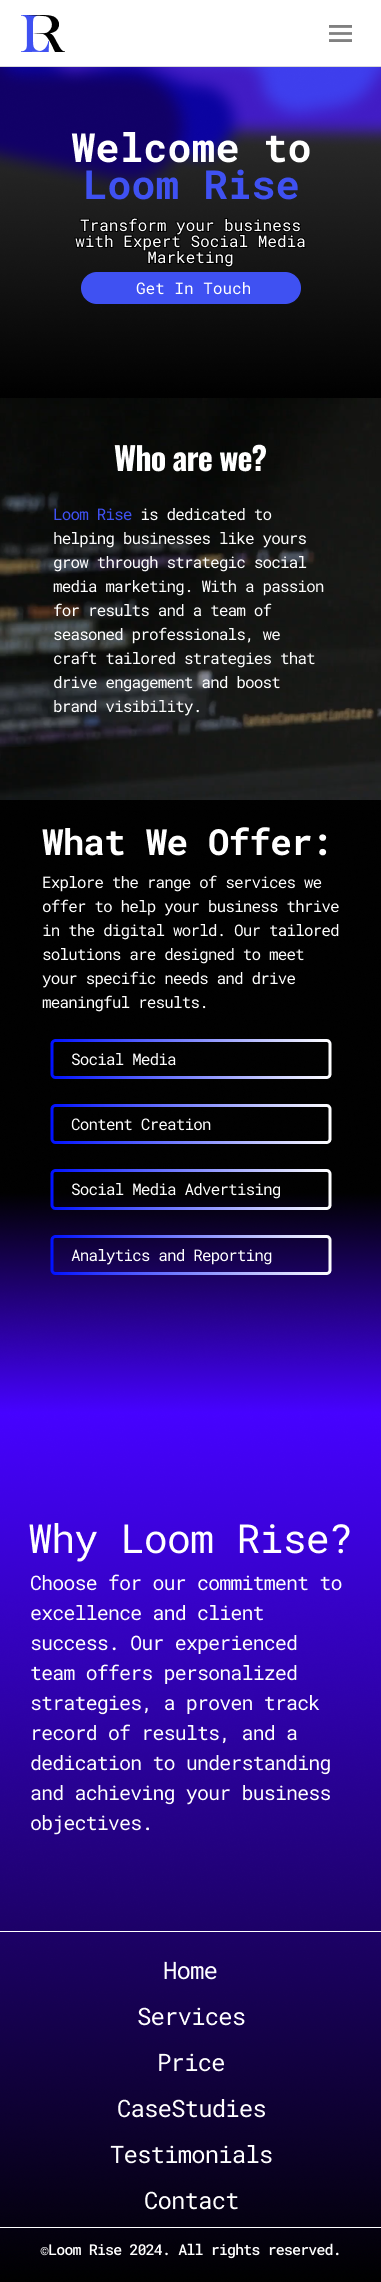 LR
Welcome to
Loom Rise
Transform your business
with Expert Social Media
Marketing
Get In Touch
Who are we?
Loom Rise is dedicated to
helping businesses like yours
grow through strategic social
media marketing. With a passion
for results and a team of
seasoned professionals, we
craft tailored strategies that
drive engagement and boost
brand visibility.
latestConversationState
What We Offer:
Explore the range of services we
offer to help your business thrive
in the digital world. Our tailored
solutions are designed to meet
your specific needs and drive
meaningful results.
Social Media
Content Creation
Social Media Advertising
Analytics and Reporting
Why Loom Rise?
Choose for our commitment to
excellence and client
success. Our experienced
team offers personalized
strategies, a proven track
record of results, and a
dedication to understanding
and achieving your business
objectives.
Home
Services
Price
CaseStudies
Testimonials
Contact
©Loom Rise 2024. All rights reserved.